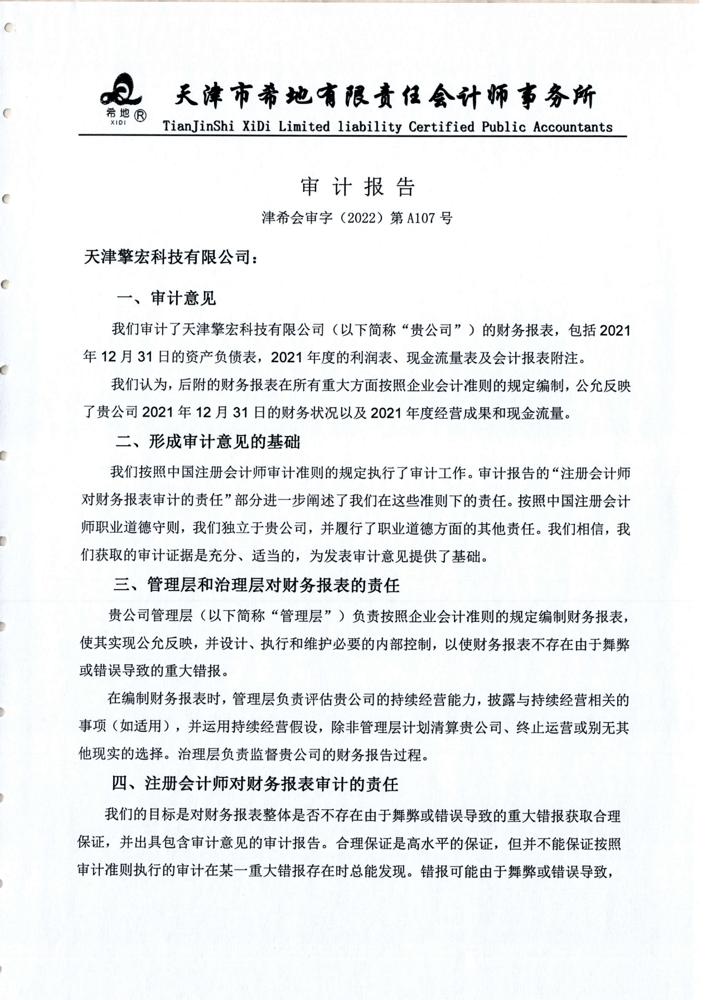 希地®
XIDI
天津市希地有限责任会计师事务所
TianJinShi XiDi Limited liability Certified Public Accountants
审计报告
津希会审字（2022）第A107号
天津擎宏科技有限公司：
一、审计意见
我们审计了天津擎宏科技有限公司（以下简称“贵公司”）的财务报表，包括2021
年12月31日的资产负债表，2021年度的利润表、现金流量表及会计报表附注。
我们认为，后附的财务报表在所有重大方面按照企业会计准则的规定编制，公允反映
了贵公司2021年12月31日的财务状况以及2021年度经营成果和现金流量。
二、形成审计意见的基础
我们按照中国注册会计师审计准则的规定执行了审计工作。审计报告的“注册会计师
对财务报表审计的责任”部分进一步阐述了我们在这些准则下的责任。按照中国注册会计
师职业道德守则，我们独立于贵公司，并履行了职业道德方面的其他责任。我们相信，我
们获取的审计证据是充分、适当的，为发表审计意见提供了基础。
三、管理层和治理层对财务报表的责任
贵公司管理层（以下简称“管理层”）负责按照企业会计准则的规定编制财务报表，
使其实现公允反映，并设计、执行和维护必要的内部控制，以使财务报表不存在由于舞弊
或错误导致的重大错报。
在编制财务报表时，管理层负责评估贵公司的持续经营能力，披露与持续经营相关的
事项（如适用），并运用持续经营假设，除非管理层计划清算贵公司、终止运营或别无其
他现实的选择。治理层负责监督贵公司的财务报告过程。
四、注册会计师对财务报表审计的责任
我们的目标是对财务报表整体是否不存在由于舞弊或错误导致的重大错报获取合理
保证，并出具包含审计意见的审计报告。合理保证是高水平的保证，但并不能保证按照
审计准则执行的审计在某一重大错报存在时总能发现。错报可能由于舞弊或错误导致，